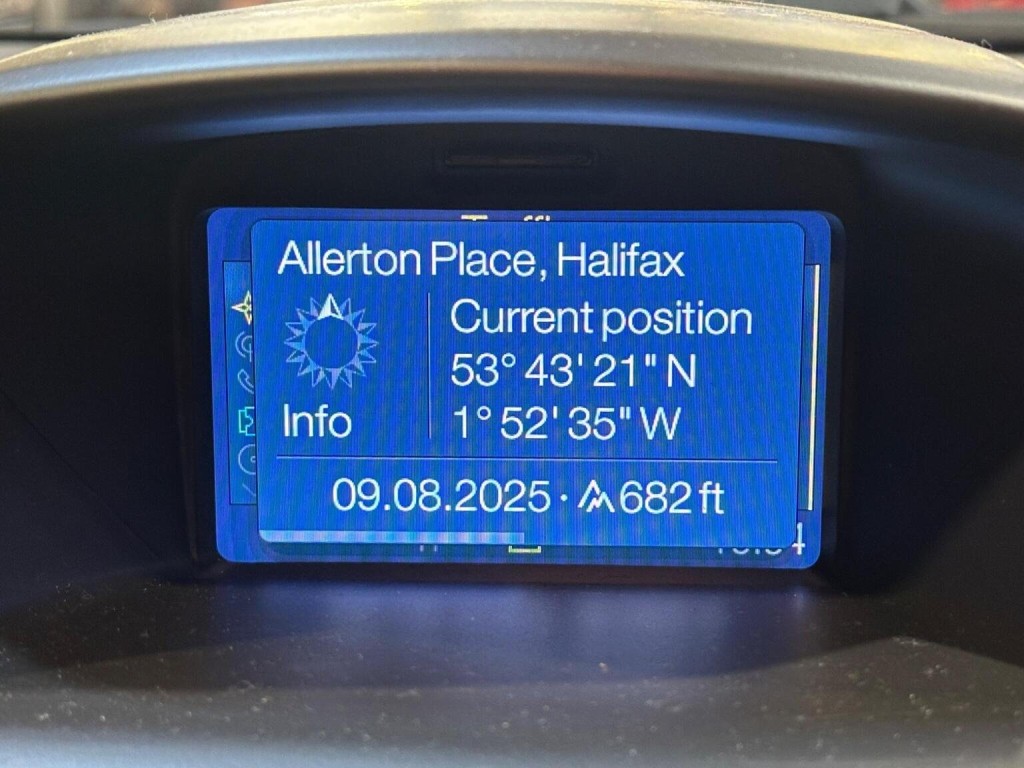 Allerton Place, Halifax
Current position
53° 43' 21" N
1° 52' 35" W
Info
09.08.2025 · 682 ft